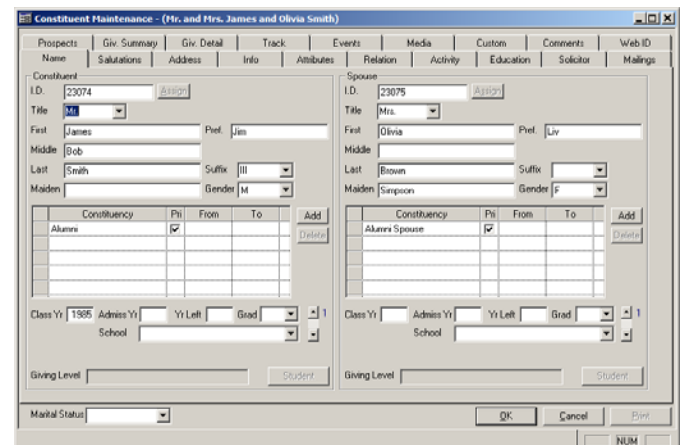 Constituent Maintenance - (Mr. and Mrs. James and Olivia Smith)
Prospects Giv. Summary Giv. Detail Track Events Media Custom Comments Web ID
Name Salutations Address Info Attributes Relation Activity Education Solicitor Mailings
Constituent Spouse
I.D. 23074 Assign I.D. 23075 Assign
Title Mr. Title Mrs.
First James Pref. Jim First Olivia Pref. Liv
Middle Bob Middle
Last Smith Suffix III Last Brown Suffix
Maiden Gender M Maiden Simpson Gender F
Constituency Pri From To Add Constituency Pri From To Add
Alumni Delete Alumni Spouse Delete
Class Yr 1985 Admiss Yr Yr Left Grad 1 Class Yr Admiss Yr Yr Left Grad 1
School School
Giving Level Student Giving Level Student
Marital Status OK Cancel Print
NUM